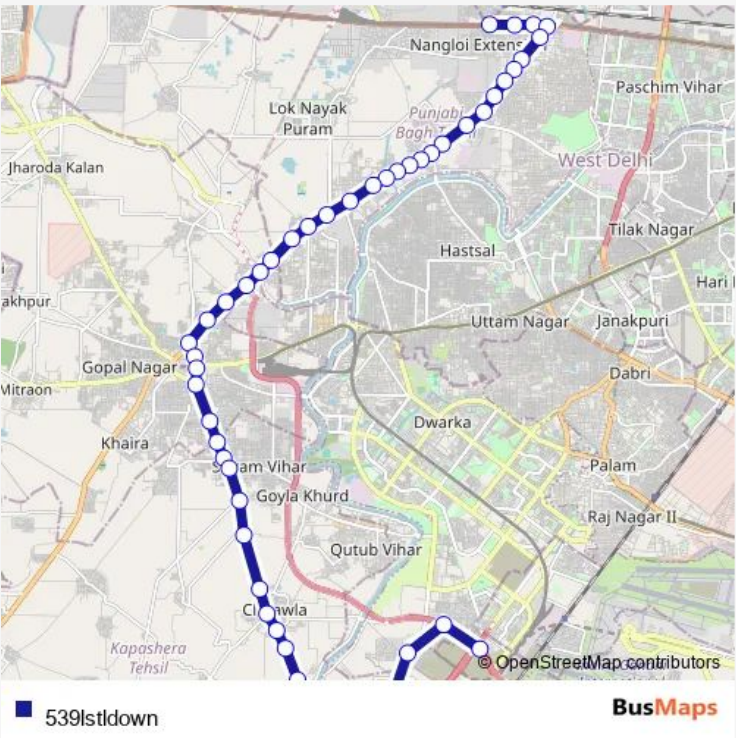 Nangloi Extens
Paschim Vihar
Lok Nayak
Puram
Punjabi
Bagh T
West Delhi
Jharoda Kalan
Tilak Nagar
Hastsal
Hari
akhpur
Uttam Nagar
Janakpuri
Gopal Nagar
Dabri
Mitraon
Dwarka
Khaira
Palam
am Vihar
Goyla Khurd
Raj Nagar II
Qutub Vihar
awla
Kapashera
Tehsil
© OpenStreetMap contributors
539lstldown
BusMaps